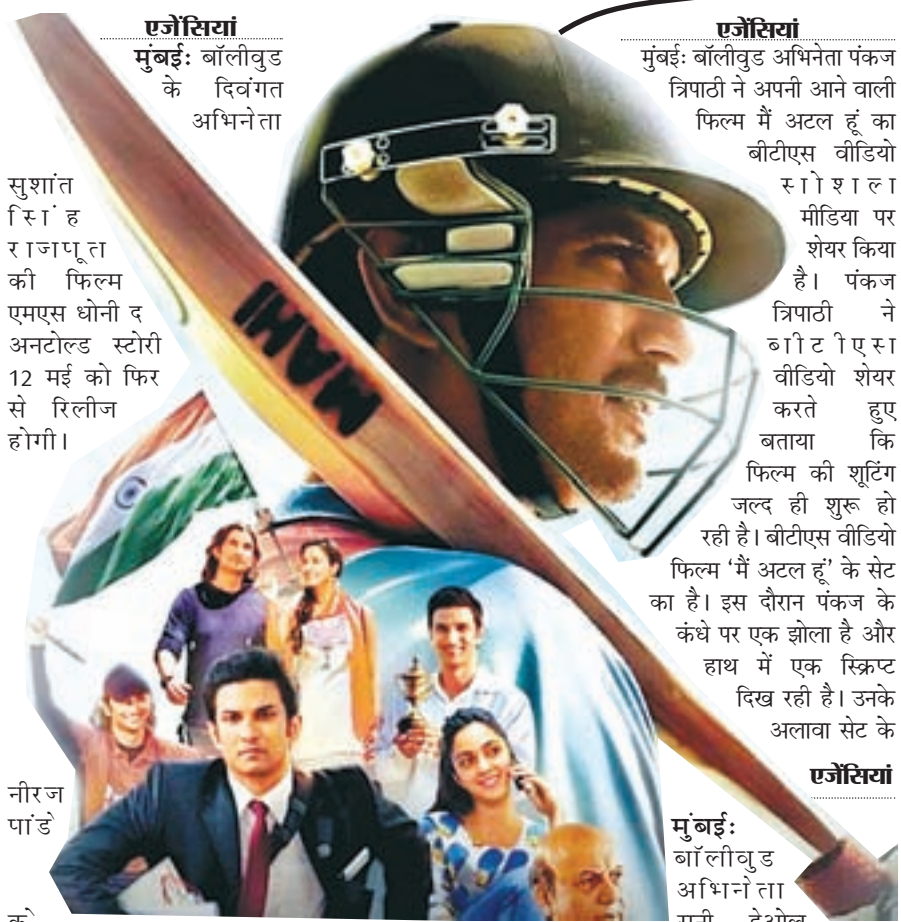 एजेंसियां
मुंबई: बॉलीवुड
के दिवंगत
अभिनेता
सुशांत
सिंह
राजपूत
की फिल्म
एमएस धोनी द
अनटोल्ड स्टोरी
12 मई को फिर
से रिलीज
होगी।
नीरज
पांडे
MAHI
एजेंसियां
मुंबई: बॉलीवुड अभिनेता पंकज
त्रिपाठी ने अपनी आने वाली
फिल्म मैं अटल हूं का
बीटीएस वीडियो
सोशल
मीडिया पर
शेयर किया
है। पंकज
त्रिपाठी ने
बीटीएस
वीडियो शेयर
करते हुए
बताया कि
फिल्म की शूटिंग
जल्द ही शुरू हो
रही है। बीटीएस वीडियो
फिल्म ‘मैं अटल हूं’ के सेट
का है। इस दौरान पंकज के
कंधे पर एक झोला है और
हाथ में एक स्क्रिप्ट
दिख रही है। उनके
अलावा सेट के
एजेंसियां
मुंबई:
बॉलीवुड
अभिनेता